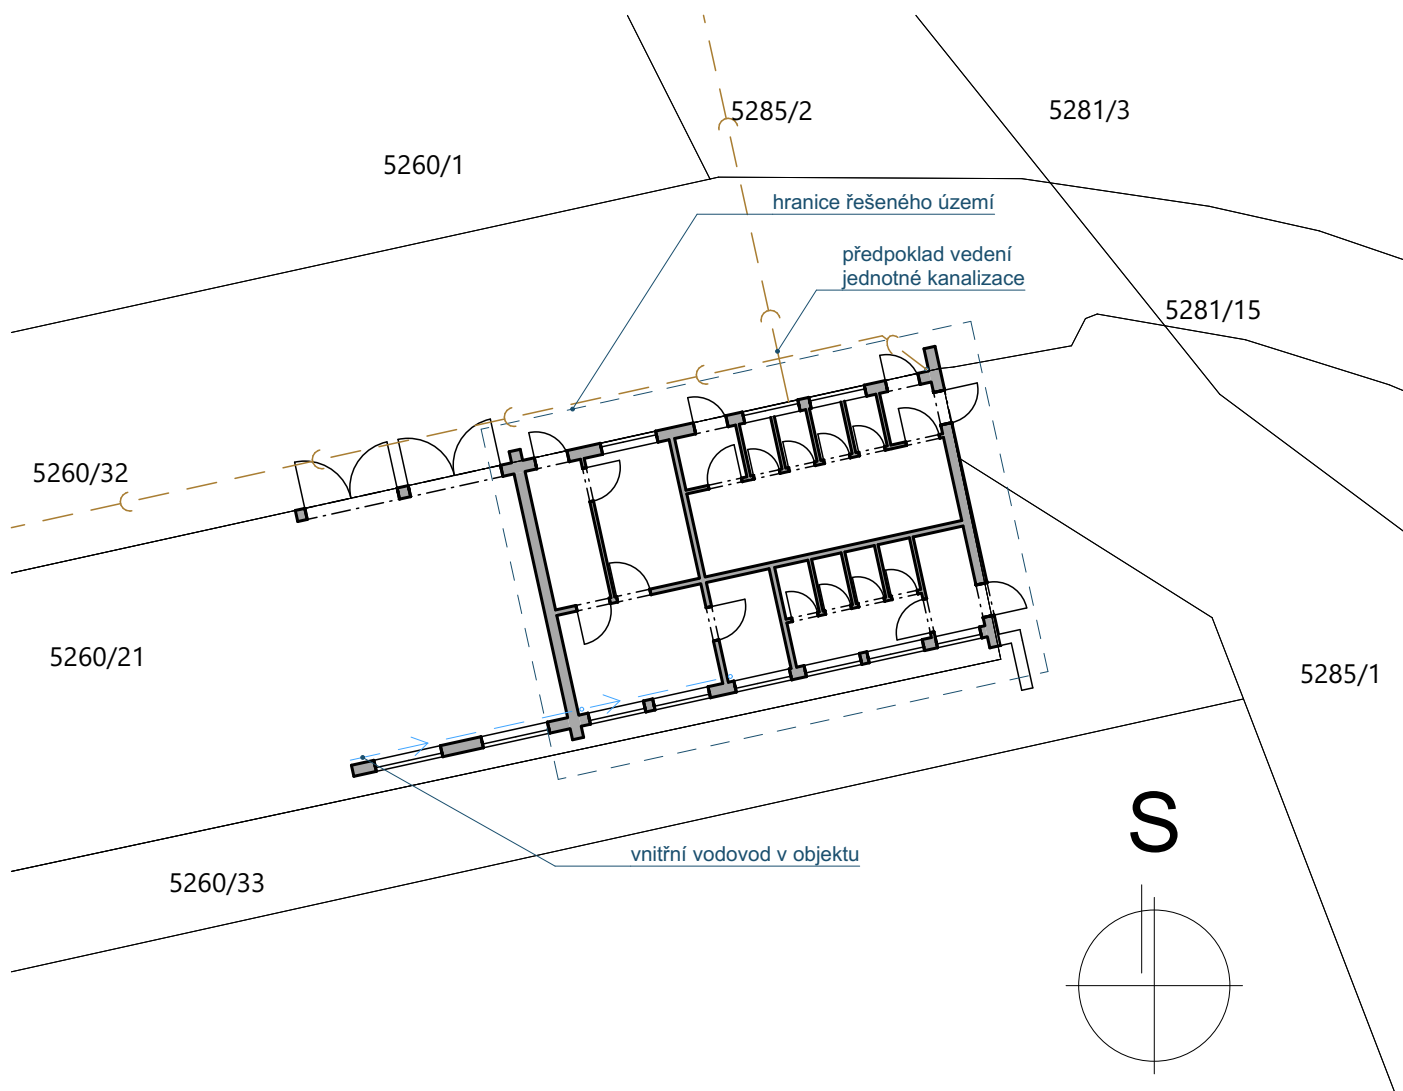 5285/2
5281/3
5260/1
hranice řešeného území
předpoklad vedení
jednotné kanalizace
5281/15
5260/32
5260/21
5285/1
S
vnitřní vodovod v objektu
5260/33